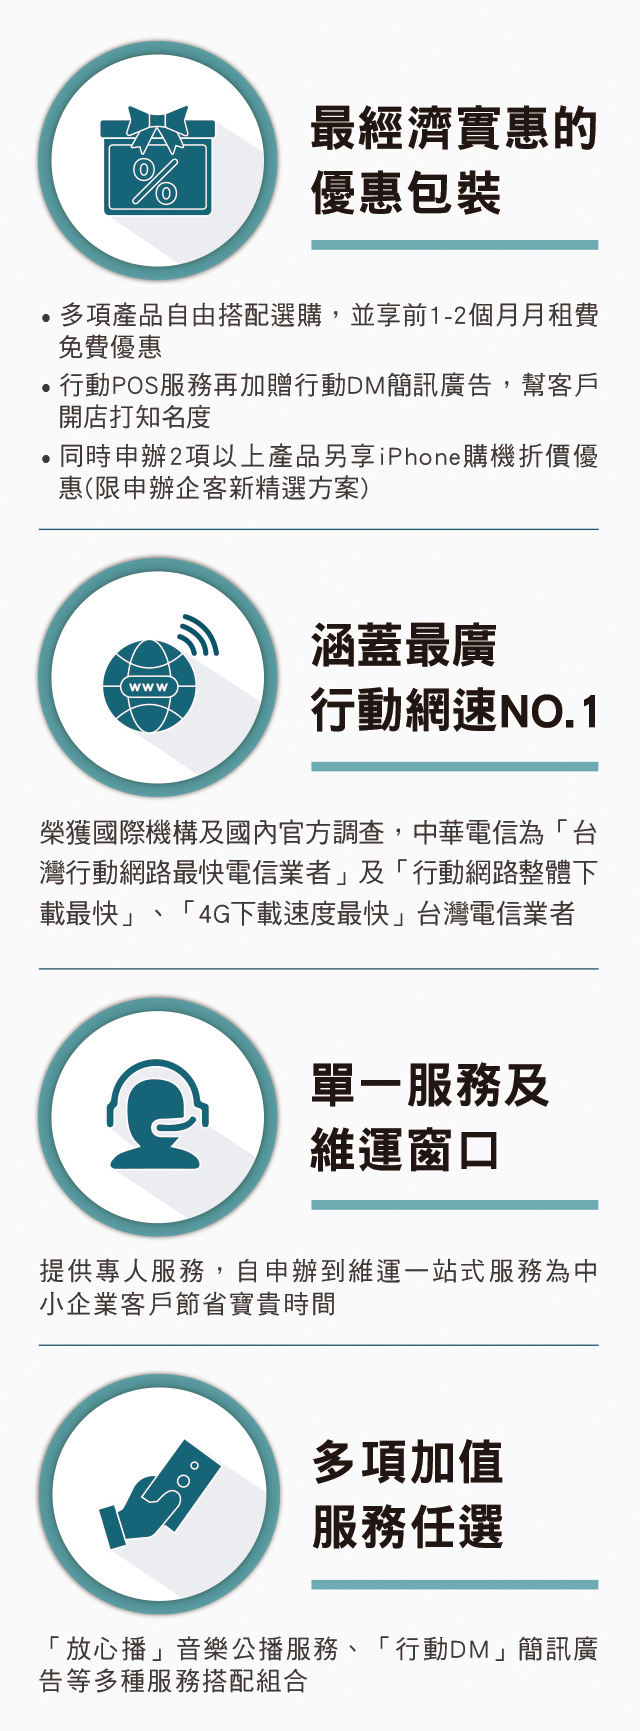 最經濟實惠的
優惠包裝
• 多項產品自由搭配選購，並享前1-2個月月租費
免費優惠
• 行動POS服務再加贈行動DM簡訊廣告，幫客戶
開店打知名度
• 同時申辦2項以上產品另享iPhone購機折價優
惠(限申辦企客新精選方案)
WWW
涵蓋最廣
行動網速NO.1
榮獲國際機構及國內官方調查，中華電信為「台
灣行動網路最快電信業者」及「行動網路整體下
載最快」、「4G下載速度最快」台灣電信業者
單一服務及
維運窗口
提供專人服務，自申辦到維運一站式服務為中
小企業客戶節省寶貴時間
多項加值
服務任選
「放心播」音樂公播服務、「行動DM」簡訊廣
告等多種服務搭配組合